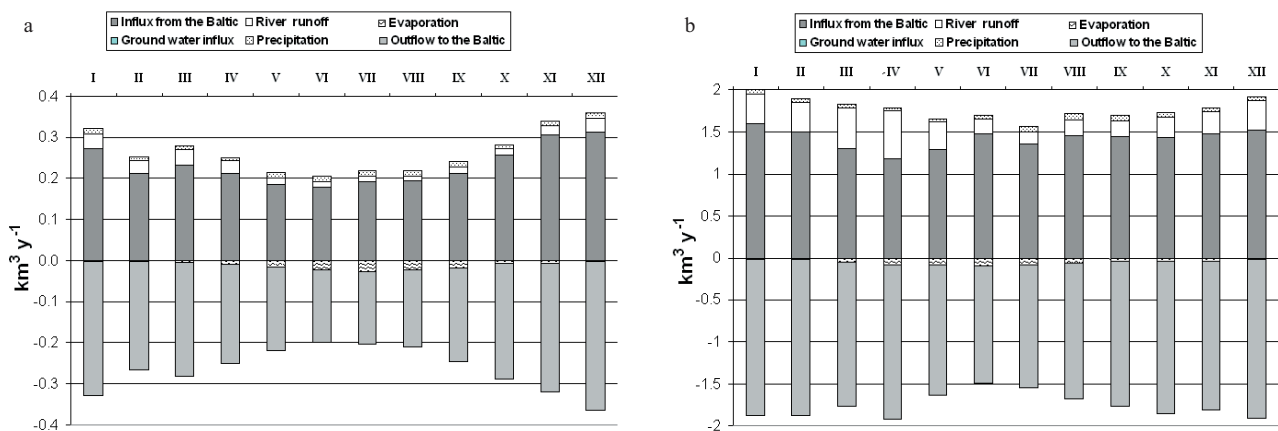 a
Influx from the Baltic River runoff Evaporation
Ground water influx Precipitation Outflow to the Baltic
I II III IV V VI VII VIII IX X XI XII
0.4
0.3
0.2
0.1
0.0
-0.1
-0.2
-0.3
-0.4
km³ y⁻¹
b
Influx from the Baltic River runoff Evaporation
Ground water influx Precipitation Outflow to the Baltic
I II III IV V VI VII VIII IX X XI XII
2
1.5
1
0.5
0
-0.5
-1
-1.5
-2
km³ y⁻¹